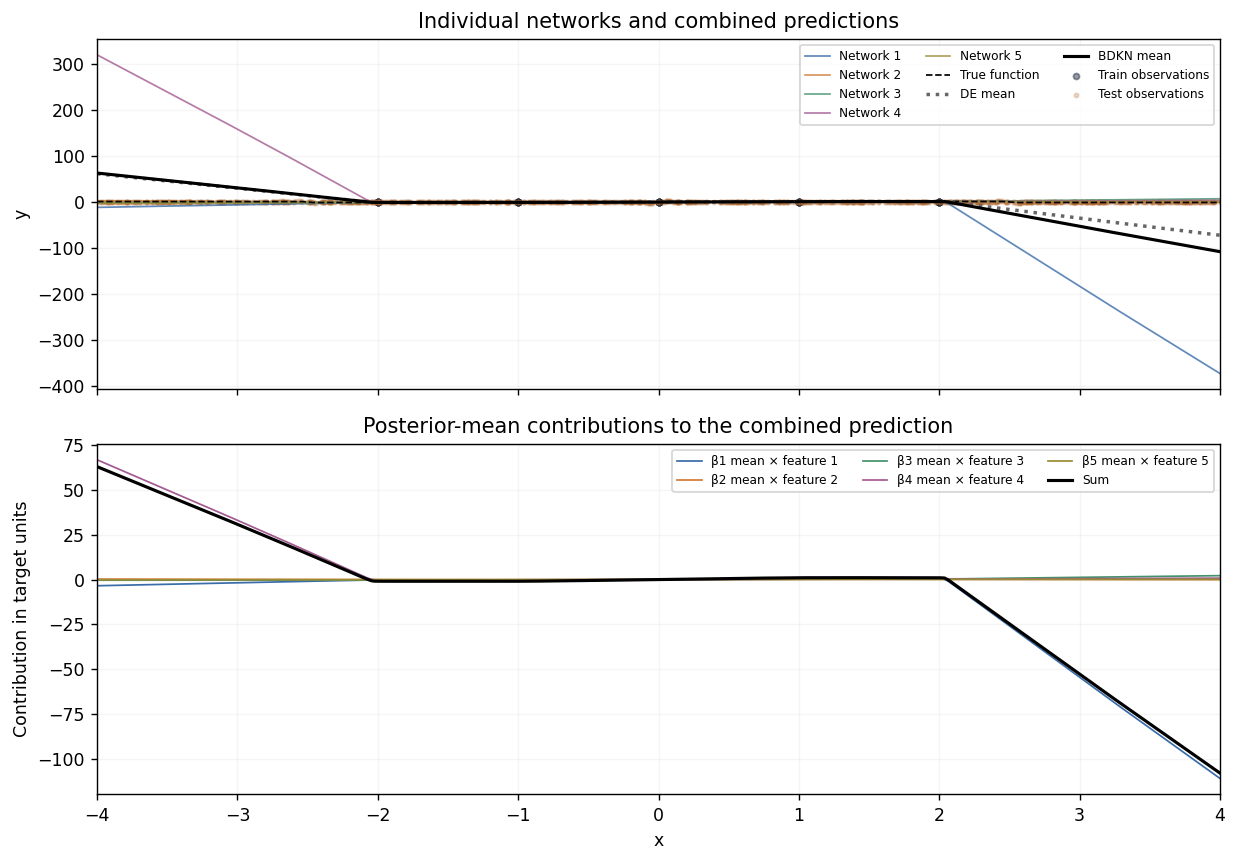 Individual networks and combined predictions
300
200
100
0
−100
−200
−300
−400
y
Network 1
Network 2
Network 3
Network 4
Network 5
True function
DE mean
BDKN mean
Train observations
Test observations
Posterior-mean contributions to the combined prediction
75
50
25
0
−25
−50
−75
−100
Contribution in target units
β1 mean × feature 1
β2 mean × feature 2
β3 mean × feature 3
β4 mean × feature 4
β5 mean × feature 5
Sum
−4 −3 −2 −1 0 1 2 3 4
x